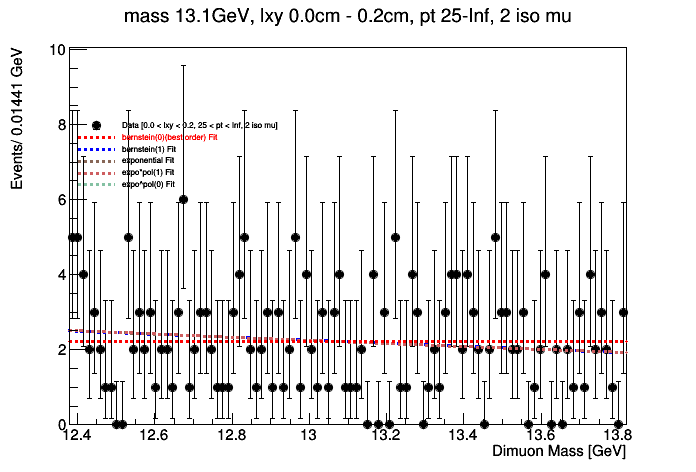 mass 13.1GeV, lxy 0.0cm - 0.2cm, pt 25-Inf, 2 iso mu
Events/ 0.01441 GeV
10
8
6
4
2
0
Data [0.0 < lxy < 0.2, 25 < pt < Inf, 2 iso mu]
bernstein(0)(best order) Fit
bernstein(1) Fit
exponential Fit
expo*pol(1) Fit
expo^pol(0) Fit
12.4 12.6 12.8 13 13.2 13.4 13.6 13.8
Dimuon Mass [GeV]